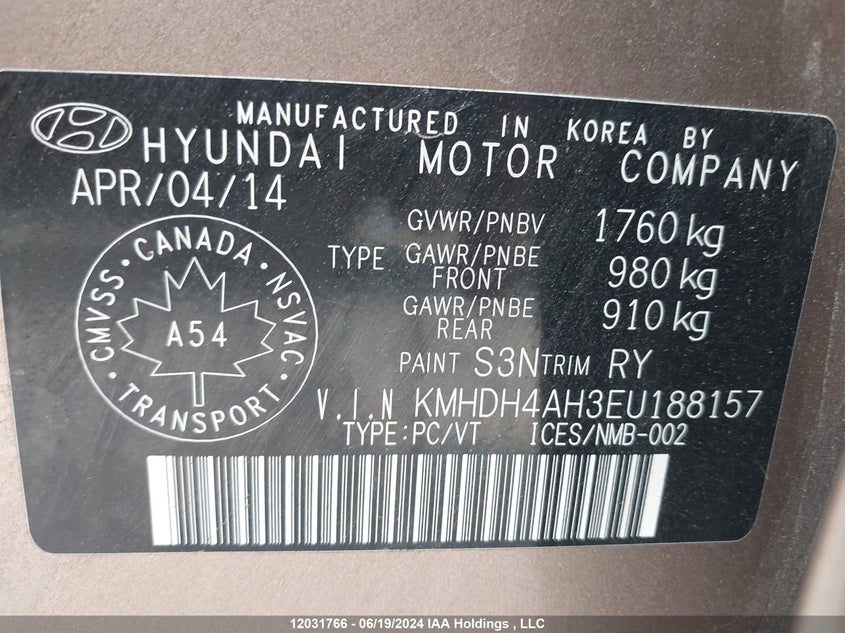 MANUFACTURED IN KOREA BY
HYUNDAI MOTOR COMPANY
APR/04/14
GVWR/PNBV 1760 kg
TYPE GAWR/PNBE FRONT 980 kg
GAWR/PNBE REAR 910 kg
CANADA · NSVAC · TRANSPORT · CMVSS ·
A54
PAINT S3N TRIM RY
V.I.N KMHDH4AH3EU188157
TYPE:PC/VT ICES/NMB-002
12031766 - 06/19/2024 IAA Holdings , LLC